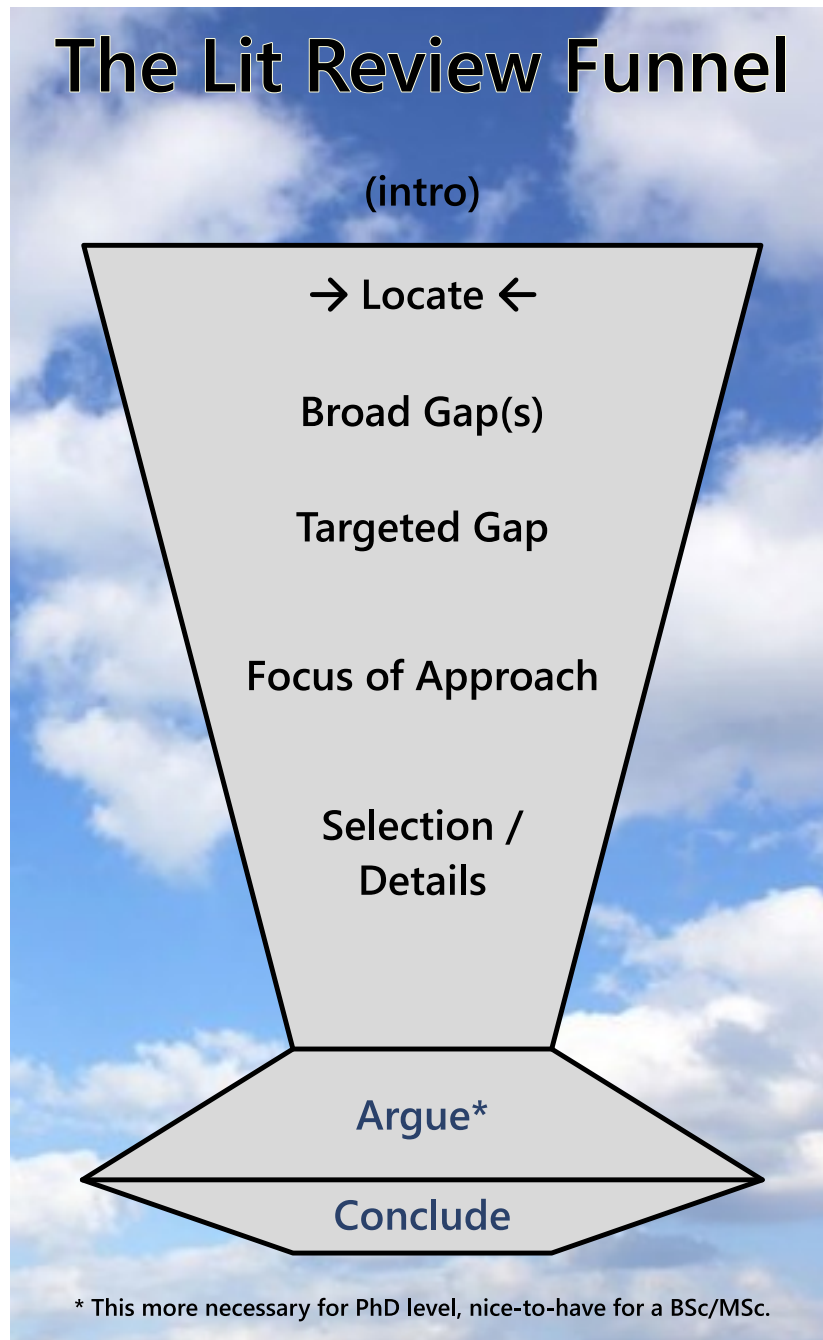 The Lit Review Funnel
(intro)
→ Locate ←
Broad Gap(s)
Targeted Gap
Focus of Approach
Selection /
Details
Argue*
Conclude
* This more necessary for PhD level, nice-to-have for a BSc/MSc.